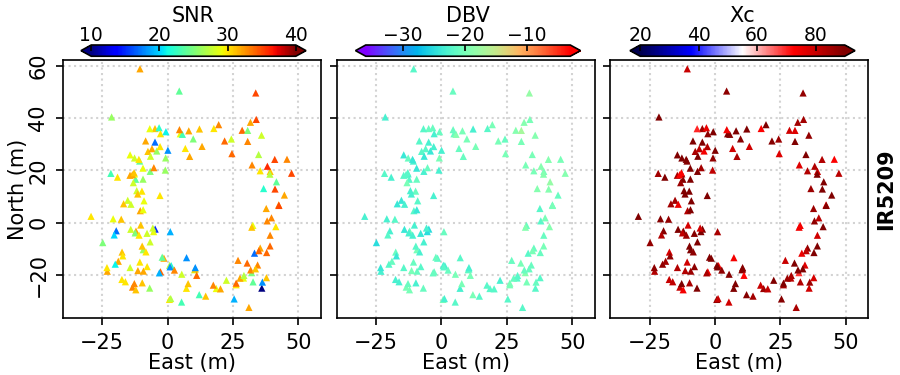 SNR DBV Xc
10 20 30 40 −30 −20 −10 20 40 60 80
60
40
20
0
−20
North (m)
IR5209
−25 0 25 50 −25 0 25 50 −25 0 25 50
East (m) East (m) East (m)